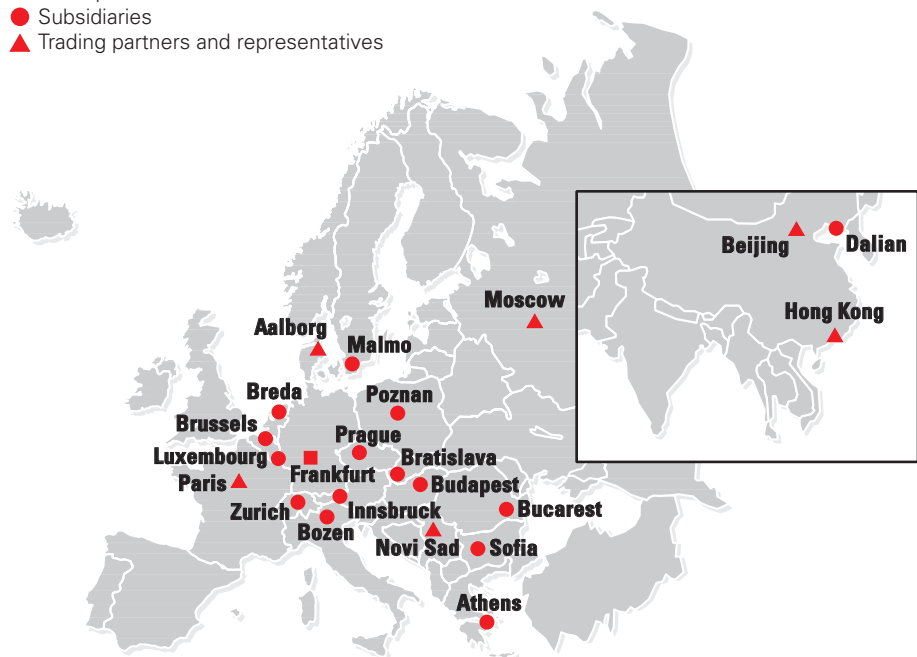 Subsidiaries
Trading partners and representatives
Beijing
Dalian
Hong Kong
Moscow
Aalborg
Malmo
Breda
Poznan
Brussels
Prague
Luxembourg
Bratislava
Paris
Frankfurt
Budapest
Zurich
Innsbruck
Bucarest
Bozen
Novi Sad
Sofia
Athens